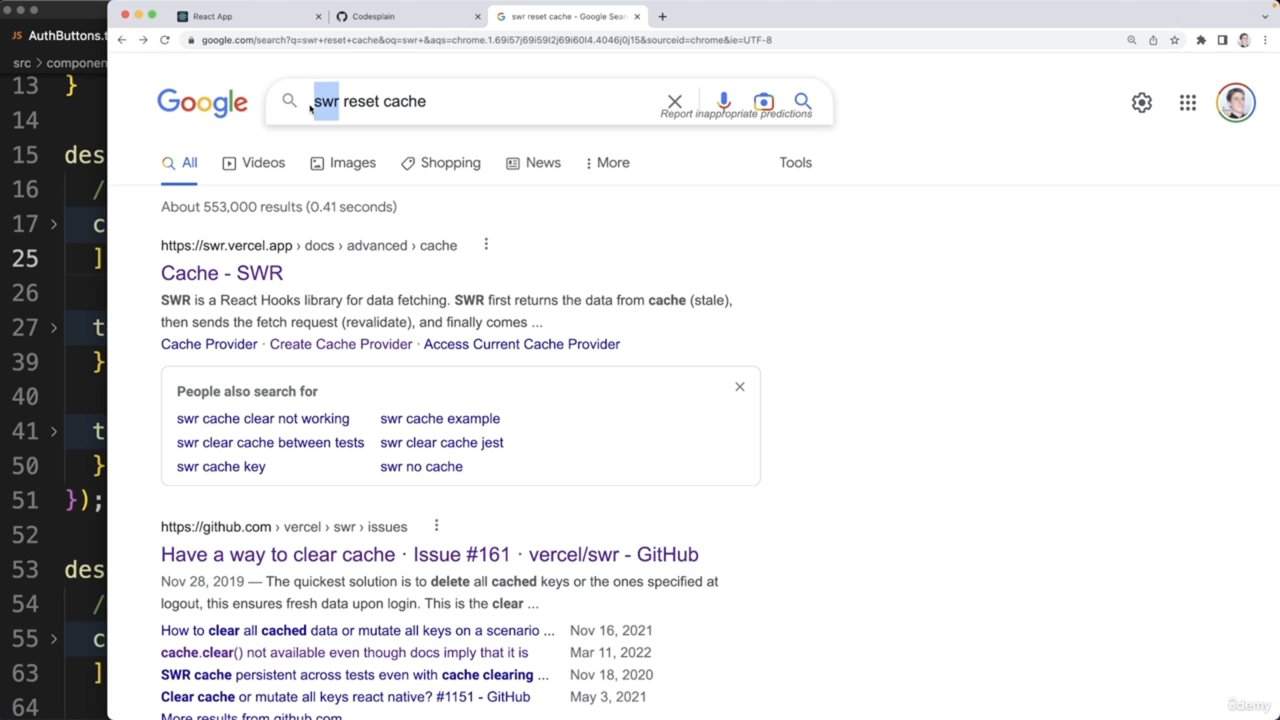 React App
Codesplain
swr reset cache - Google Sear
JS AuthButtons.t
google.com/search?q=swr+reset+cache&oq=swr+&aqs=chrome.1.69i57j69i59l2j69i60l4.4046j0j15&sourceid=chrome&ie=UTF-8
src > componen
13 }
14
15 des
16 /
17 > c
25 ]
26
27 > t
39 }
40
41 > t
50 }
51 });
52
53 des
54 /
55 > c
63 ]
64
Google
swr reset cache
Report inappropriate predictions
All
Videos
Images
Shopping
News
More
Tools
About 553,000 results (0.41 seconds)
https://swr.vercel.app › docs › advanced › cache
Cache - SWR
SWR is a React Hooks library for data fetching. SWR first returns the data from cache (stale),
then sends the fetch request (revalidate), and finally comes ...
Cache Provider · Create Cache Provider · Access Current Cache Provider
People also search for
swr cache clear not working
swr cache example
swr clear cache between tests
swr clear cache jest
swr cache key
swr no cache
https://github.com › vercel › swr › issues
Have a way to clear cache · Issue #161 · vercel/swr - GitHub
Nov 28, 2019 — The quickest solution is to delete all cached keys or the ones specified at
logout, this ensures fresh data upon login. This is the clear ...
How to clear all cached data or mutate all keys on a scenario ... Nov 16, 2021
cache.clear() not available even though docs imply that it is Mar 11, 2022
SWR cache persistent across tests even with cache clearing ... Nov 18, 2020
Clear cache or mutate all keys react native? #1151 - GitHub May 3, 2021
More results from github.com
ûdemy